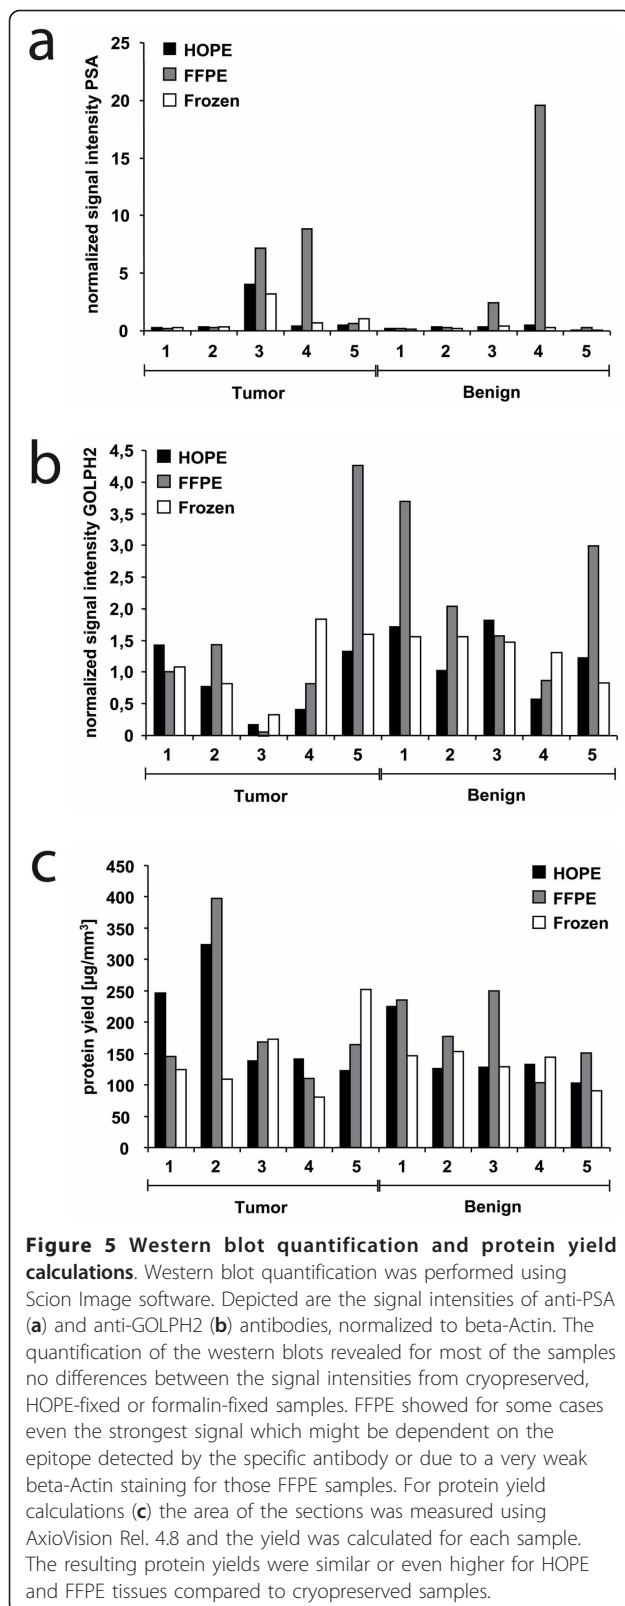 a
normalized signal intensity PSA
25
20
15
10
5
0
HOPE
FFPE
Frozen
1 2 3 4 5 1 2 3 4 5
Tumor Benign
b
normalized signal intensity GOLPH2
4,5
4,0
3,5
3,0
2,5
2,0
1,5
1,0
0,5
0
HOPE
FFPE
Frozen
1 2 3 4 5 1 2 3 4 5
Tumor Benign
c
protein yield [µg/mm³]
450
400
350
300
250
200
150
100
50
0
HOPE
FFPE
Frozen
1 2 3 4 5 1 2 3 4 5
Tumor Benign
Figure 5 Western blot quantification and protein yield
calculations. Western blot quantification was performed using
Scion Image software. Depicted are the signal intensities of anti-PSA
(a) and anti-GOLPH2 (b) antibodies, normalized to beta-Actin. The
quantification of the western blots revealed for most of the samples
no differences between the signal intensities from cryopreserved,
HOPE-fixed or formalin-fixed samples. FFPE showed for some cases
even the strongest signal which might be dependent on the
epitope detected by the specific antibody or due to a very weak
beta-Actin staining for those FFPE samples. For protein yield
calculations (c) the area of the sections was measured using
AxioVision Rel. 4.8 and the yield was calculated for each sample.
The resulting protein yields were similar or even higher for HOPE
and FFPE tissues compared to cryopreserved samples.